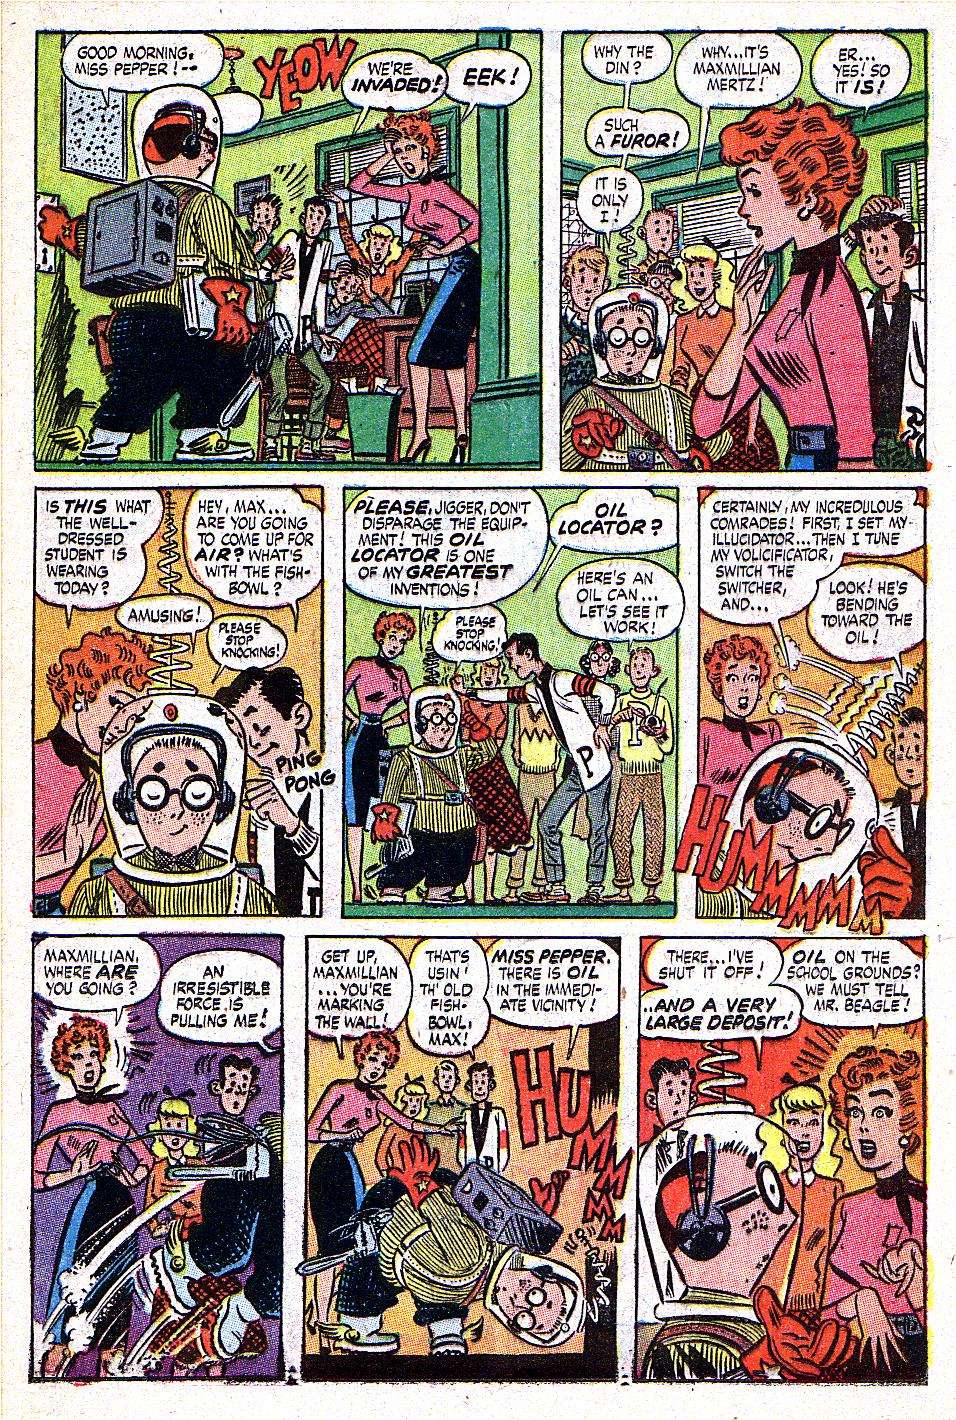 GOOD MORNING,
MISS PEPPER!--
YEOW
WE'RE
INVADED!
EEK!
P
WHY THE
DIN?
SUCH
A FUROR!
IT IS
ONLY
I!
WHY...IT'S
MAXMILLIAN
MERTZ!
ER...
YES! SO
IT IS!
IS THIS WHAT
THE WELL-
DRESSED
STUDENT IS
WEARING
TODAY?
AMUSING!
HEY, MAX...
ARE YOU GOING
TO COME UP FOR
AIR? WHAT'S
WITH THE FISH-
BOWL?
PLEASE
STOP
KNOCKING!
PING
PONG
PLEASE, JIGGER, DON'T
DISPARAGE THE EQUIP-
MENT! THIS OIL
LOCATOR IS ONE
OF MY GREATEST
INVENTIONS!
PLEASE
STOP
KNOCKING!
OIL
LOCATOR?
HERE'S AN
OIL CAN...
LET'S SEE IT
WORK!
P
T
CERTAINLY, MY INCREDULOUS
COMRADES! FIRST, I SET MY
ILLUCIDATOR...THEN I TUNE
MY VOLICIFICATOR,
SWITCH THE
SWITCHER,
AND...
LOOK! HE'S
BENDING
TOWARD THE
OIL!
HUMMMMMM
MAXMILLIAN,
WHERE ARE
YOU GOING?
AN
IRRESISTIBLE
FORCE IS
PULLING ME!
GET UP,
MAXMILLIAN
...YOU'RE
MARKING
THE WALL!
THAT'S
USIN'
TH' OLD
FISH-
BOWL,
MAX!
MISS PEPPER,
THERE IS OIL
IN THE IMMEDI-
ATE VICINITY!
HUMMMMM
THERE...I'VE
SHUT IT OFF!
..AND A VERY
LARGE DEPOSIT!
OIL ON THE
SCHOOL GROUNDS?
WE MUST TELL
MR. BEAGLE!